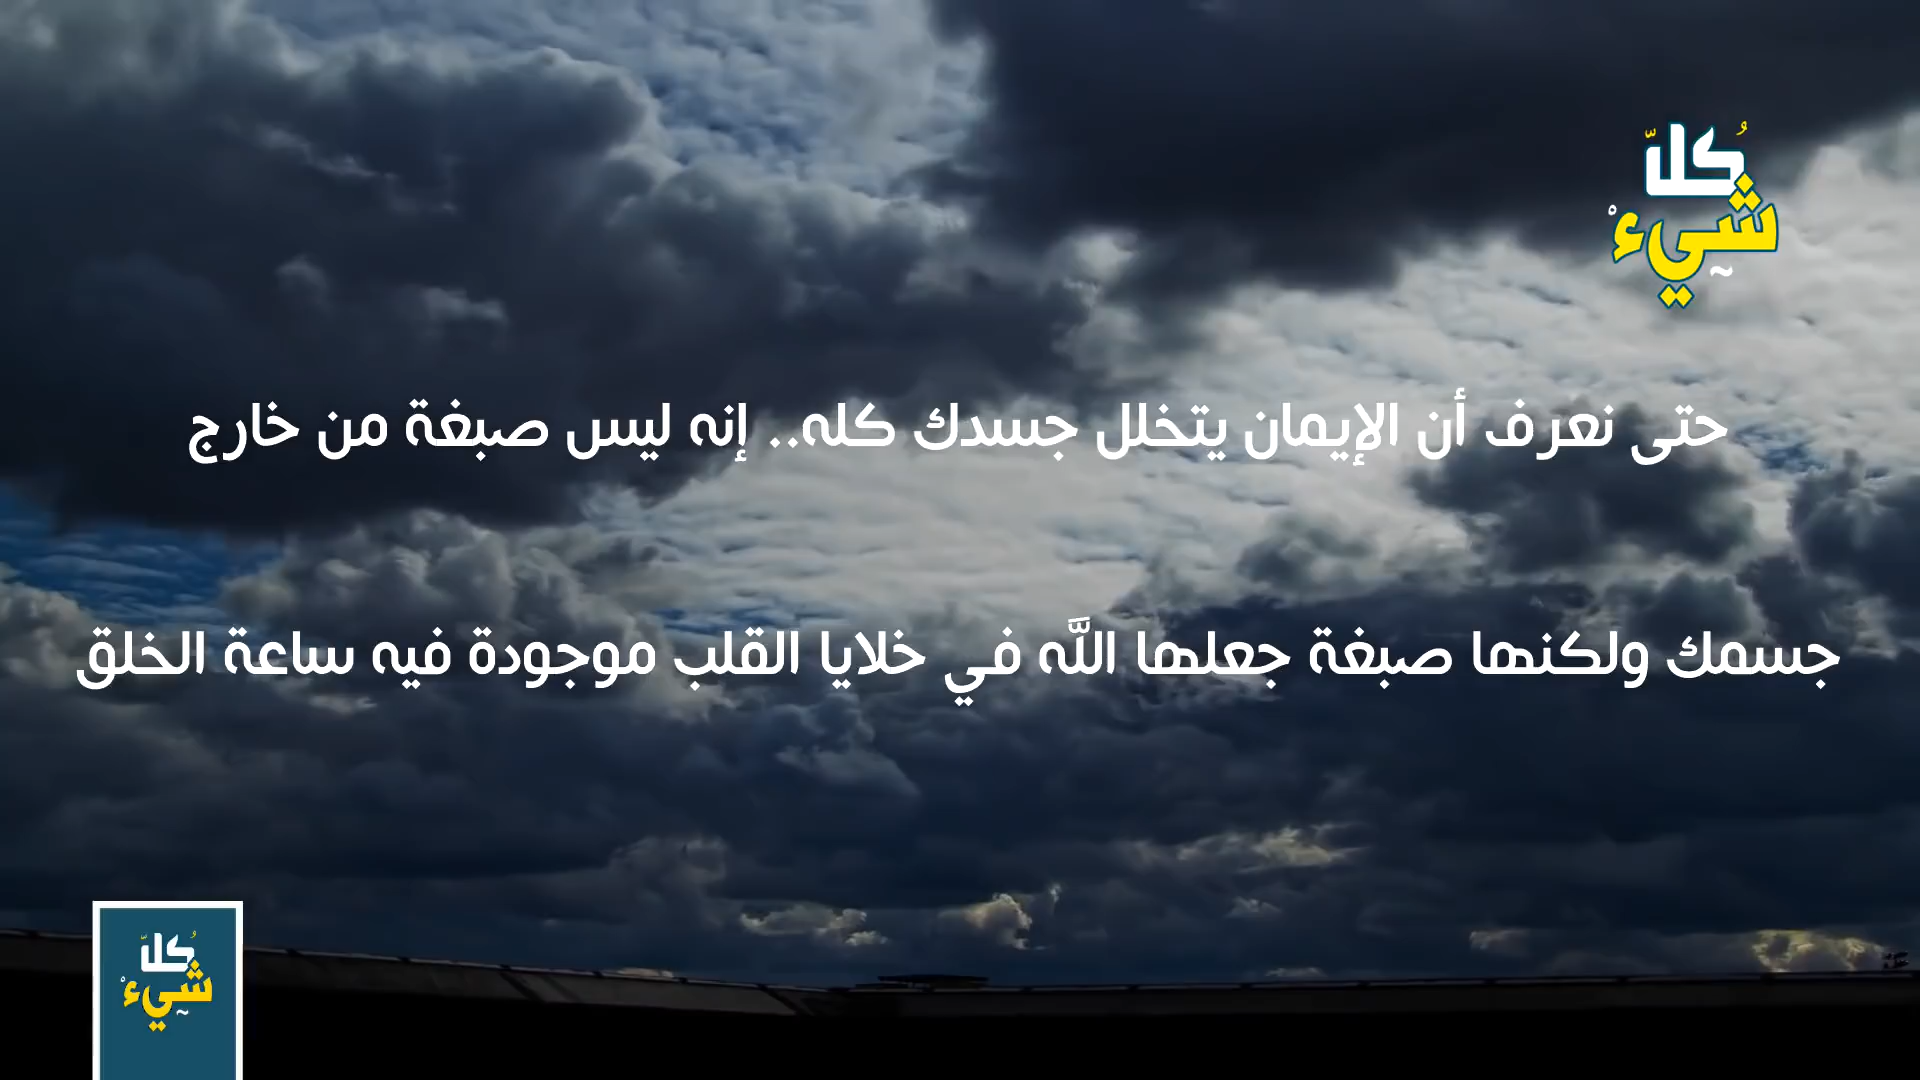 كلّ
شيء
حتى نعرف أن الإيمان يتخلل جسدك كله.. إنه ليس صبغة من خارج
جسمك ولكنها صبغة جعلها اللَّه في خلايا القلب موجودة فيه ساعة الخلق
كلّ
شيء